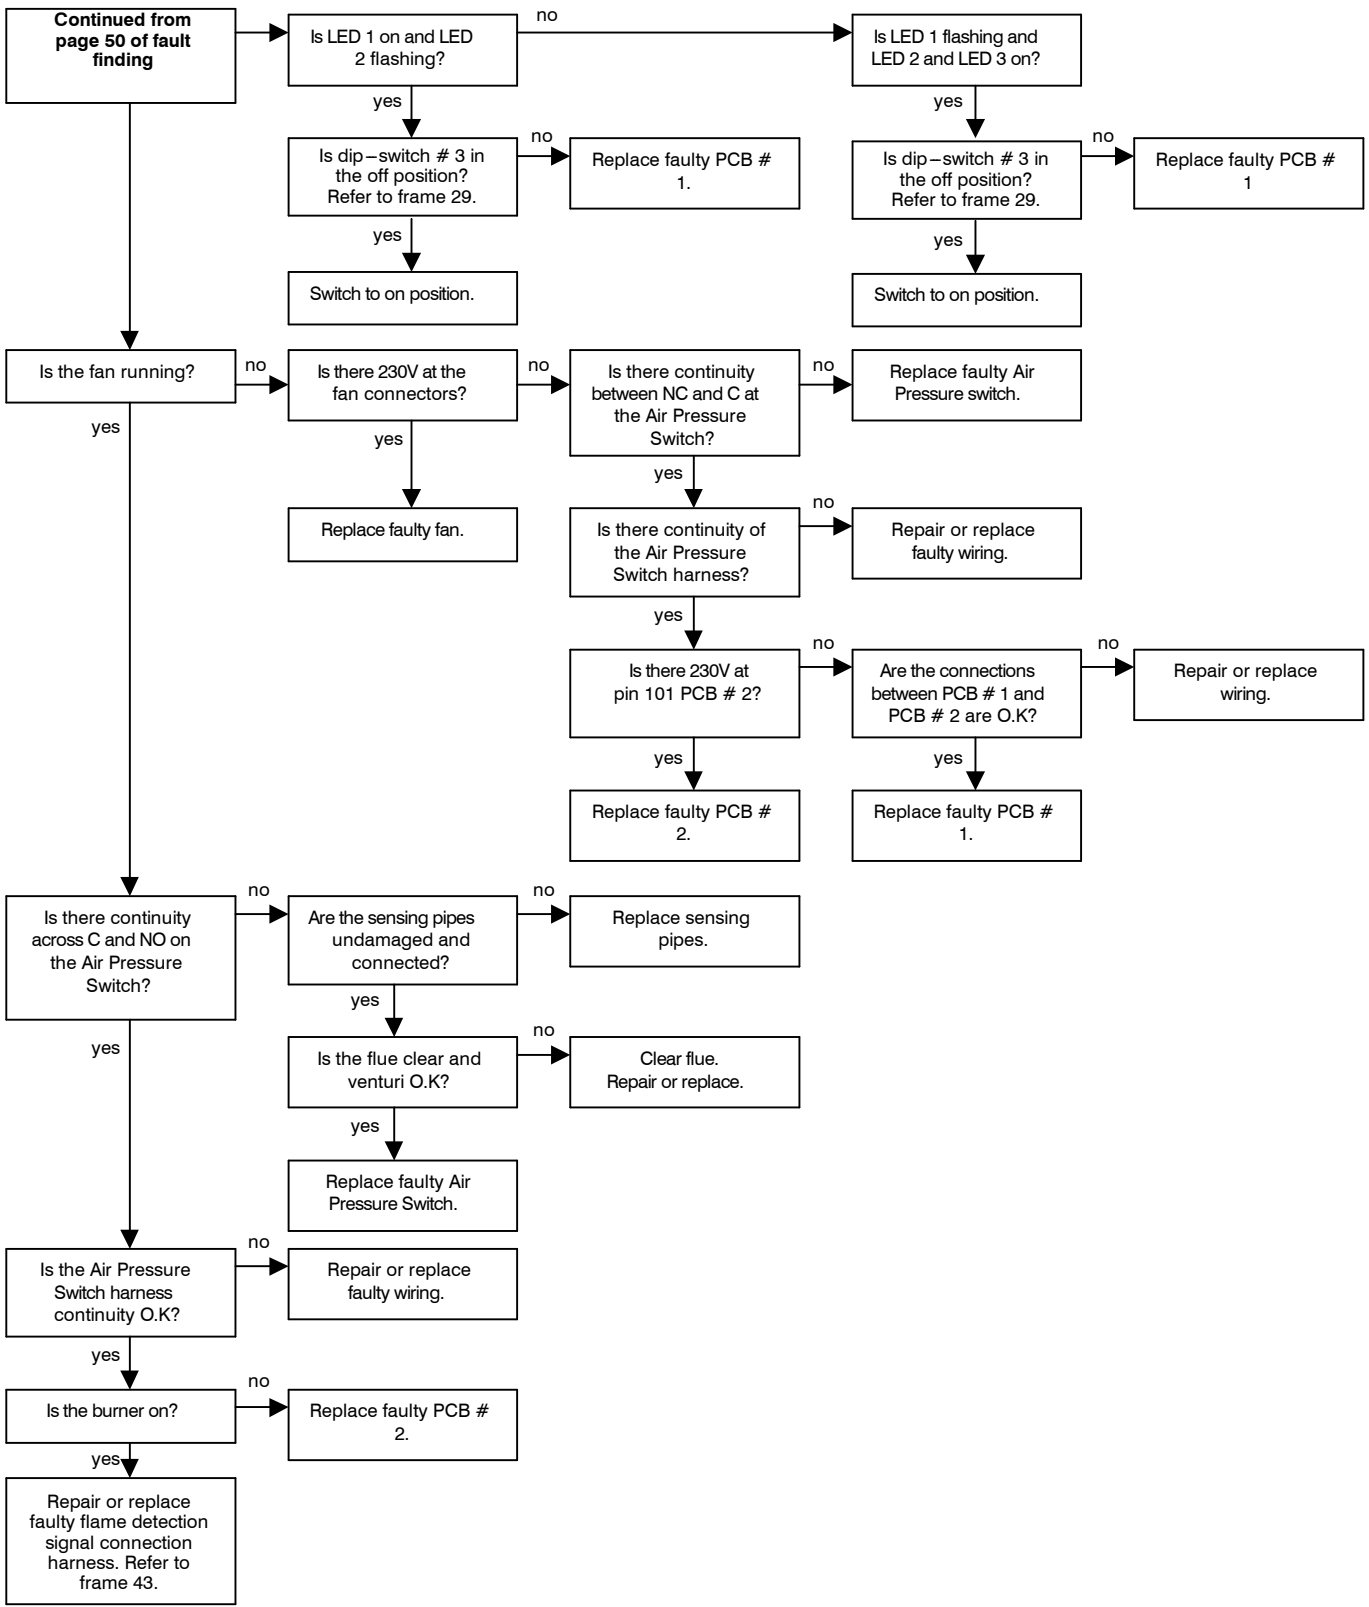 Continued from
page 50 of fault
finding
Is LED 1 on and LED
2 flashing?
no
Is LED 1 flashing and
LED 2 and LED 3 on?
yes
yes
Is dip–switch # 3 in
the off position?
Refer to frame 29.
no
Replace faulty PCB #
1.
Is dip–switch # 3 in
the off position?
Refer to frame 29.
no
Replace faulty PCB #
1
yes
yes
Switch to on position.
Switch to on position.
Is the fan running?
no
Is there 230V at the
fan connectors?
no
Is there continuity
between NC and C at
the Air Pressure
Switch?
no
Replace faulty Air
Pressure switch.
yes
yes
yes
Replace faulty fan.
Is there continuity of
the Air Pressure
Switch harness?
no
Repair or replace
faulty wiring.
yes
Is there 230V at
pin 101 PCB # 2?
no
Are the connections
between PCB # 1 and
PCB # 2 are O.K?
no
Repair or replace
wiring.
yes
yes
Replace faulty PCB #
2.
Replace faulty PCB #
1.
Is there continuity
across C and NO on
the Air Pressure
Switch?
no
Are the sensing pipes
undamaged and
connected?
no
Replace sensing
pipes.
yes
yes
Is the flue clear and
venturi O.K?
no
Clear flue.
Repair or replace.
yes
Replace faulty Air
Pressure Switch.
Is the Air Pressure
Switch harness
continuity O.K?
no
Repair or replace
faulty wiring.
yes
Is the burner on?
no
Replace faulty PCB #
2.
yes
Repair or replace
faulty flame detection
signal connection
harness. Refer to
frame 43.